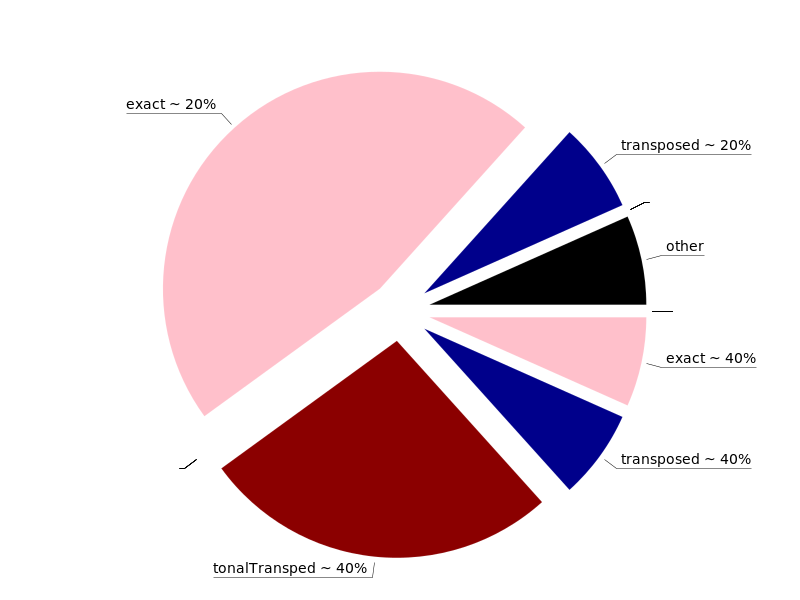 exact ~ 20%
transposed ~ 20%
other
exact ~ 40%
transposed ~ 40%
tonalTransped ~ 40%